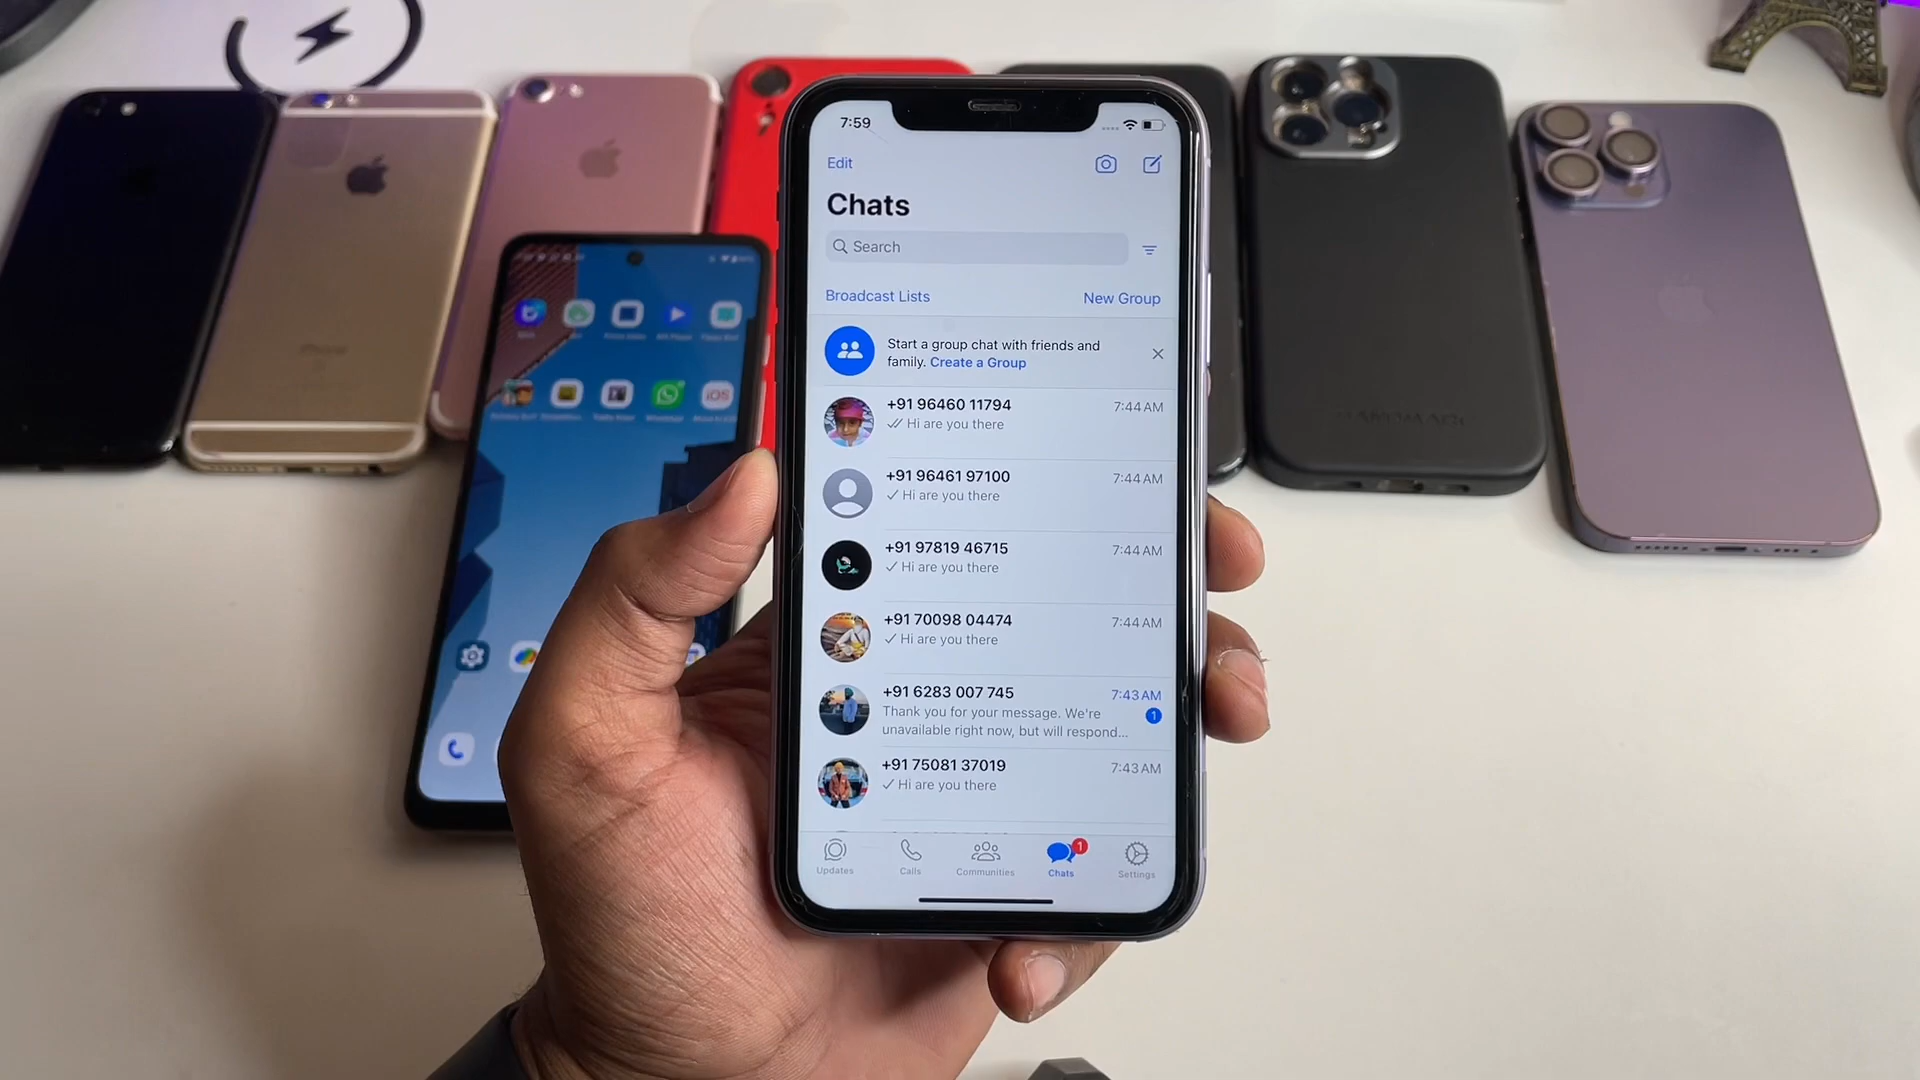 7:59
Edit
Chats
Search
Broadcast Lists
New Group
Start a group chat with friends and
family. Create a Group
+91 96460 11794
7:44 AM
Hi are you there
+91 96461 97100
7:44 AM
Hi are you there
+91 97819 46715
7:44 AM
Hi are you there
+91 70098 04474
7:44 AM
Hi are you there
+91 6283 007 745
7:43 AM
Thank you for your message. We're
1
unavailable right now, but will respond...
+91 75081 37019
7:43 AM
Hi are you there
1
Updates
Calls
Communities
Chats
Settings
iPhone
iOS
WhatsApp